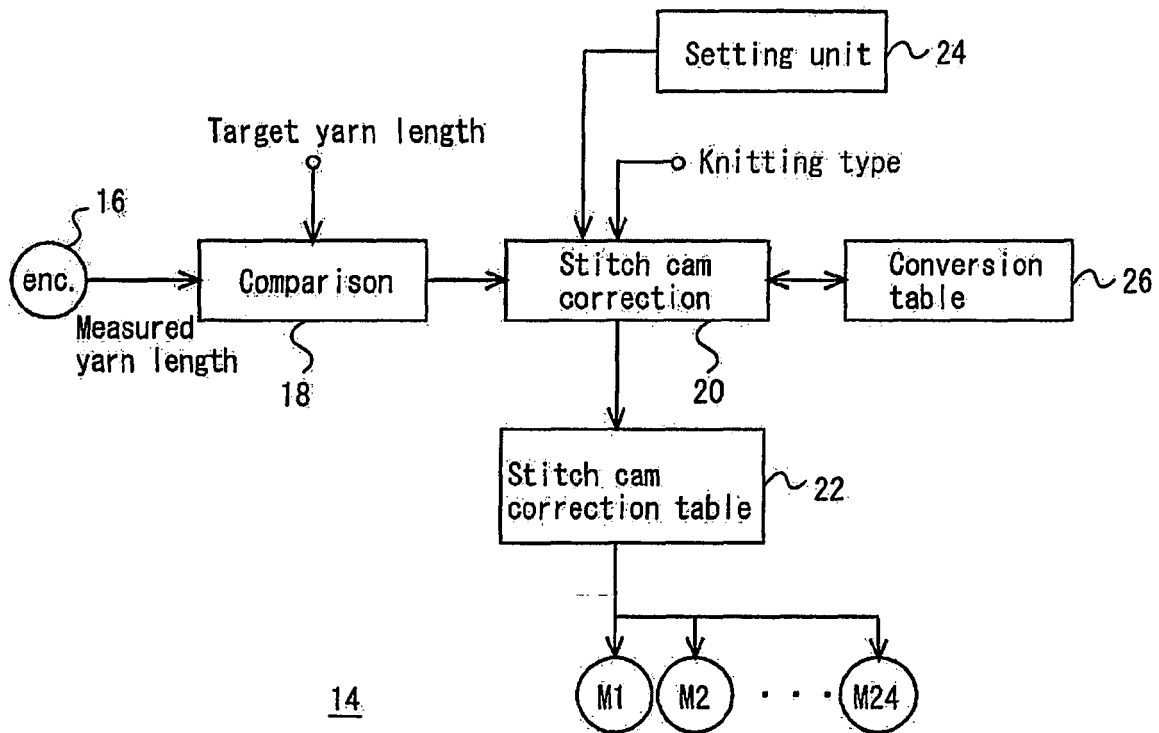 Setting unit
24
Target yarn length
Knitting type
16
enc.
Comparison
Stitch cam
correction
Conversion
table
26
Measured
yarn length
18
20
Stitch cam
correction table
22
M1
M2
· · ·
M24
14